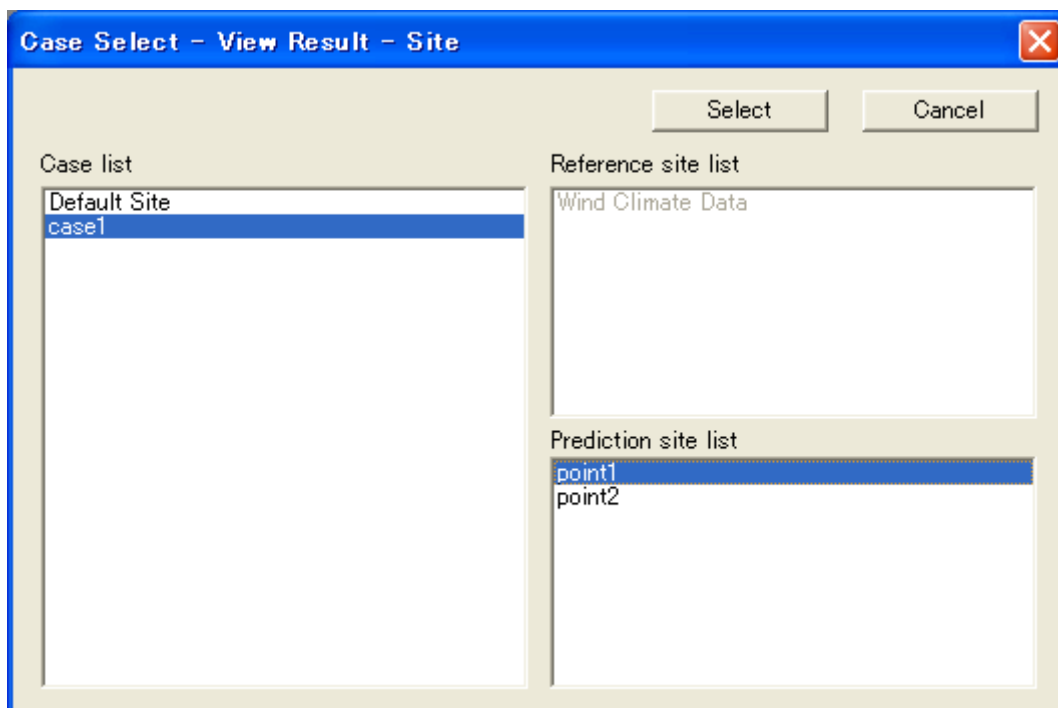 Case Select - View Result - Site
Select
Cancel
Case list
Default Site
case1
Reference site list
Wind Climate Data
Prediction site list
point1
point2